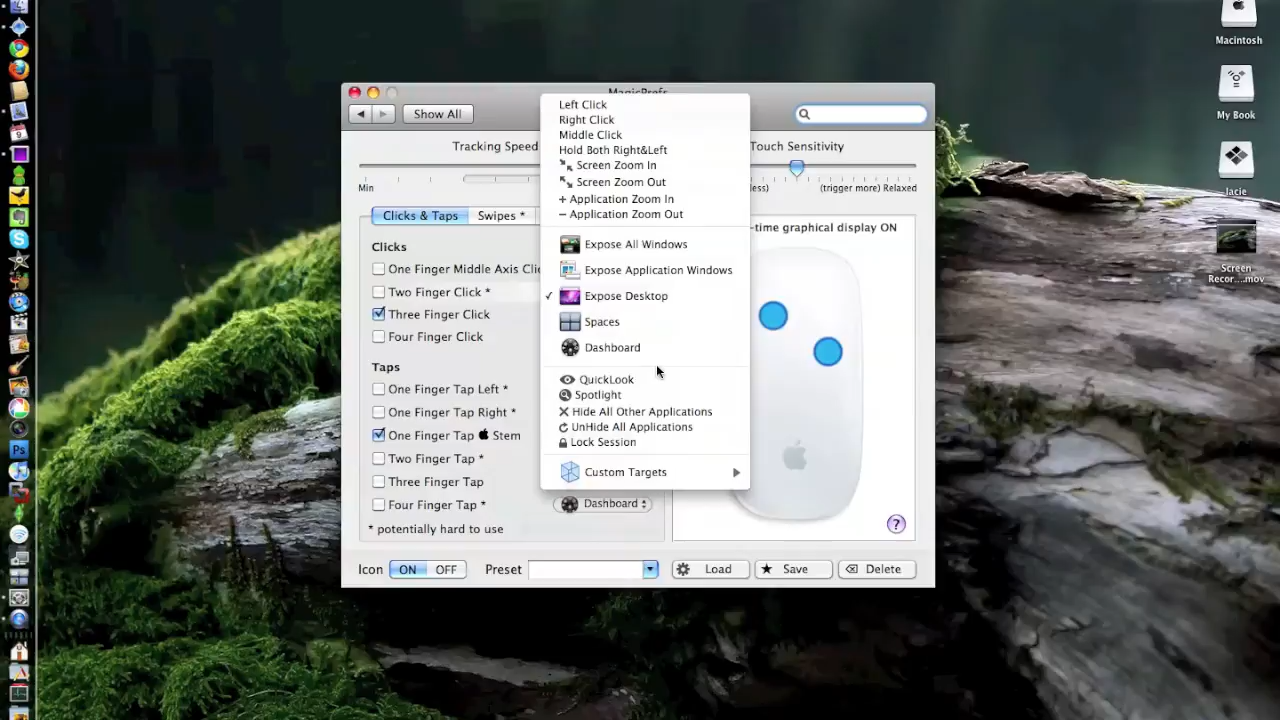 MagicPrefs
Show All
Tracking Speed
Touch Sensitivity
Min
less)
(trigger more) Relaxed
Clicks & Taps
Swipes *
-time graphical display ON
Clicks
One Finger Middle Axis Clic
Two Finger Click *
Three Finger Click
Four Finger Click
Taps
One Finger Tap Left *
One Finger Tap Right *
One Finger Tap Stem
Two Finger Tap *
Three Finger Tap
Four Finger Tap *
Dashboard
* potentially hard to use
?
Icon
ON
OFF
Preset
Load
Save
Delete
Left Click
Right Click
Middle Click
Hold Both Right&Left
Screen Zoom In
Screen Zoom Out
+ Application Zoom In
− Application Zoom Out
Expose All Windows
Expose Application Windows
✓ Expose Desktop
Spaces
Dashboard
QuickLook
Spotlight
Hide All Other Applications
UnHide All Applications
Lock Session
Custom Targets
Macintosh
My Book
Jacie
Screen
Recor....mov
9
Ps